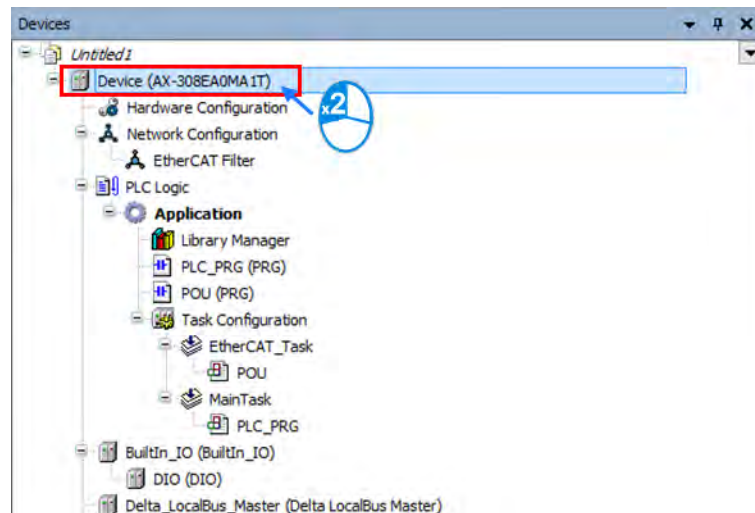 Devices
Untitled1
Device (AX-308EA0MA1T)
x2
Hardware Configuration
Network Configuration
EtherCAT Filter
PLC Logic
Application
Library Manager
PLC_PRG (PRG)
POU (PRG)
Task Configuration
EtherCAT_Task
POU
MainTask
PLC_PRG
BuiltIn_IO (BuiltIn_IO)
DIO (DIO)
Delta_LocalBus_Master (Delta LocalBus Master)